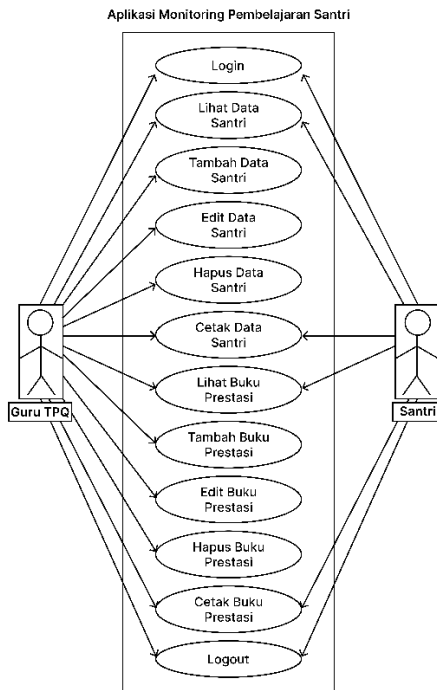 Aplikasi Monitoring Pembelajaran Santri
Login
Lihat Data
Santri
Tambah Data
Santri
Edit Data
Santri
Hapus Data
Santri
Cetak Data
Santri
Lihat Buku
Prestasi
Guru TPQ
Santri
Tambah Buku
Prestasi
Edit Buku
Prestasi
Hapus Buku
Prestasi
Cetak Buku
Prestasi
Logout